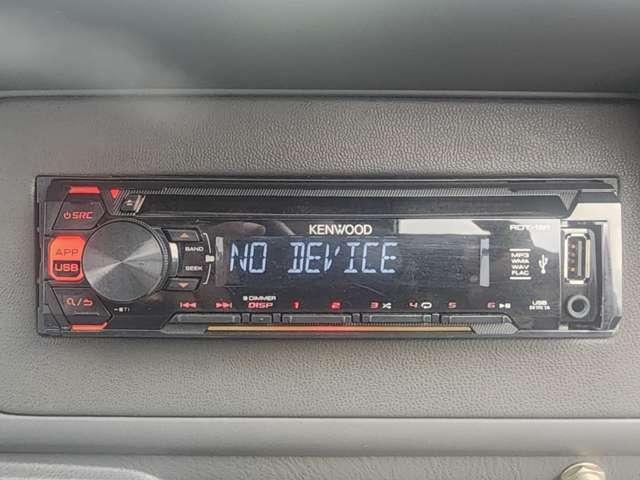 SRC
KENWOOD
RDT-191
APP
USB
BAND
SEEK
NO DEVICE
MP3
WMA
WAV
FLAC
DIMMER
DISP
1
2
3
4
5
6
USB